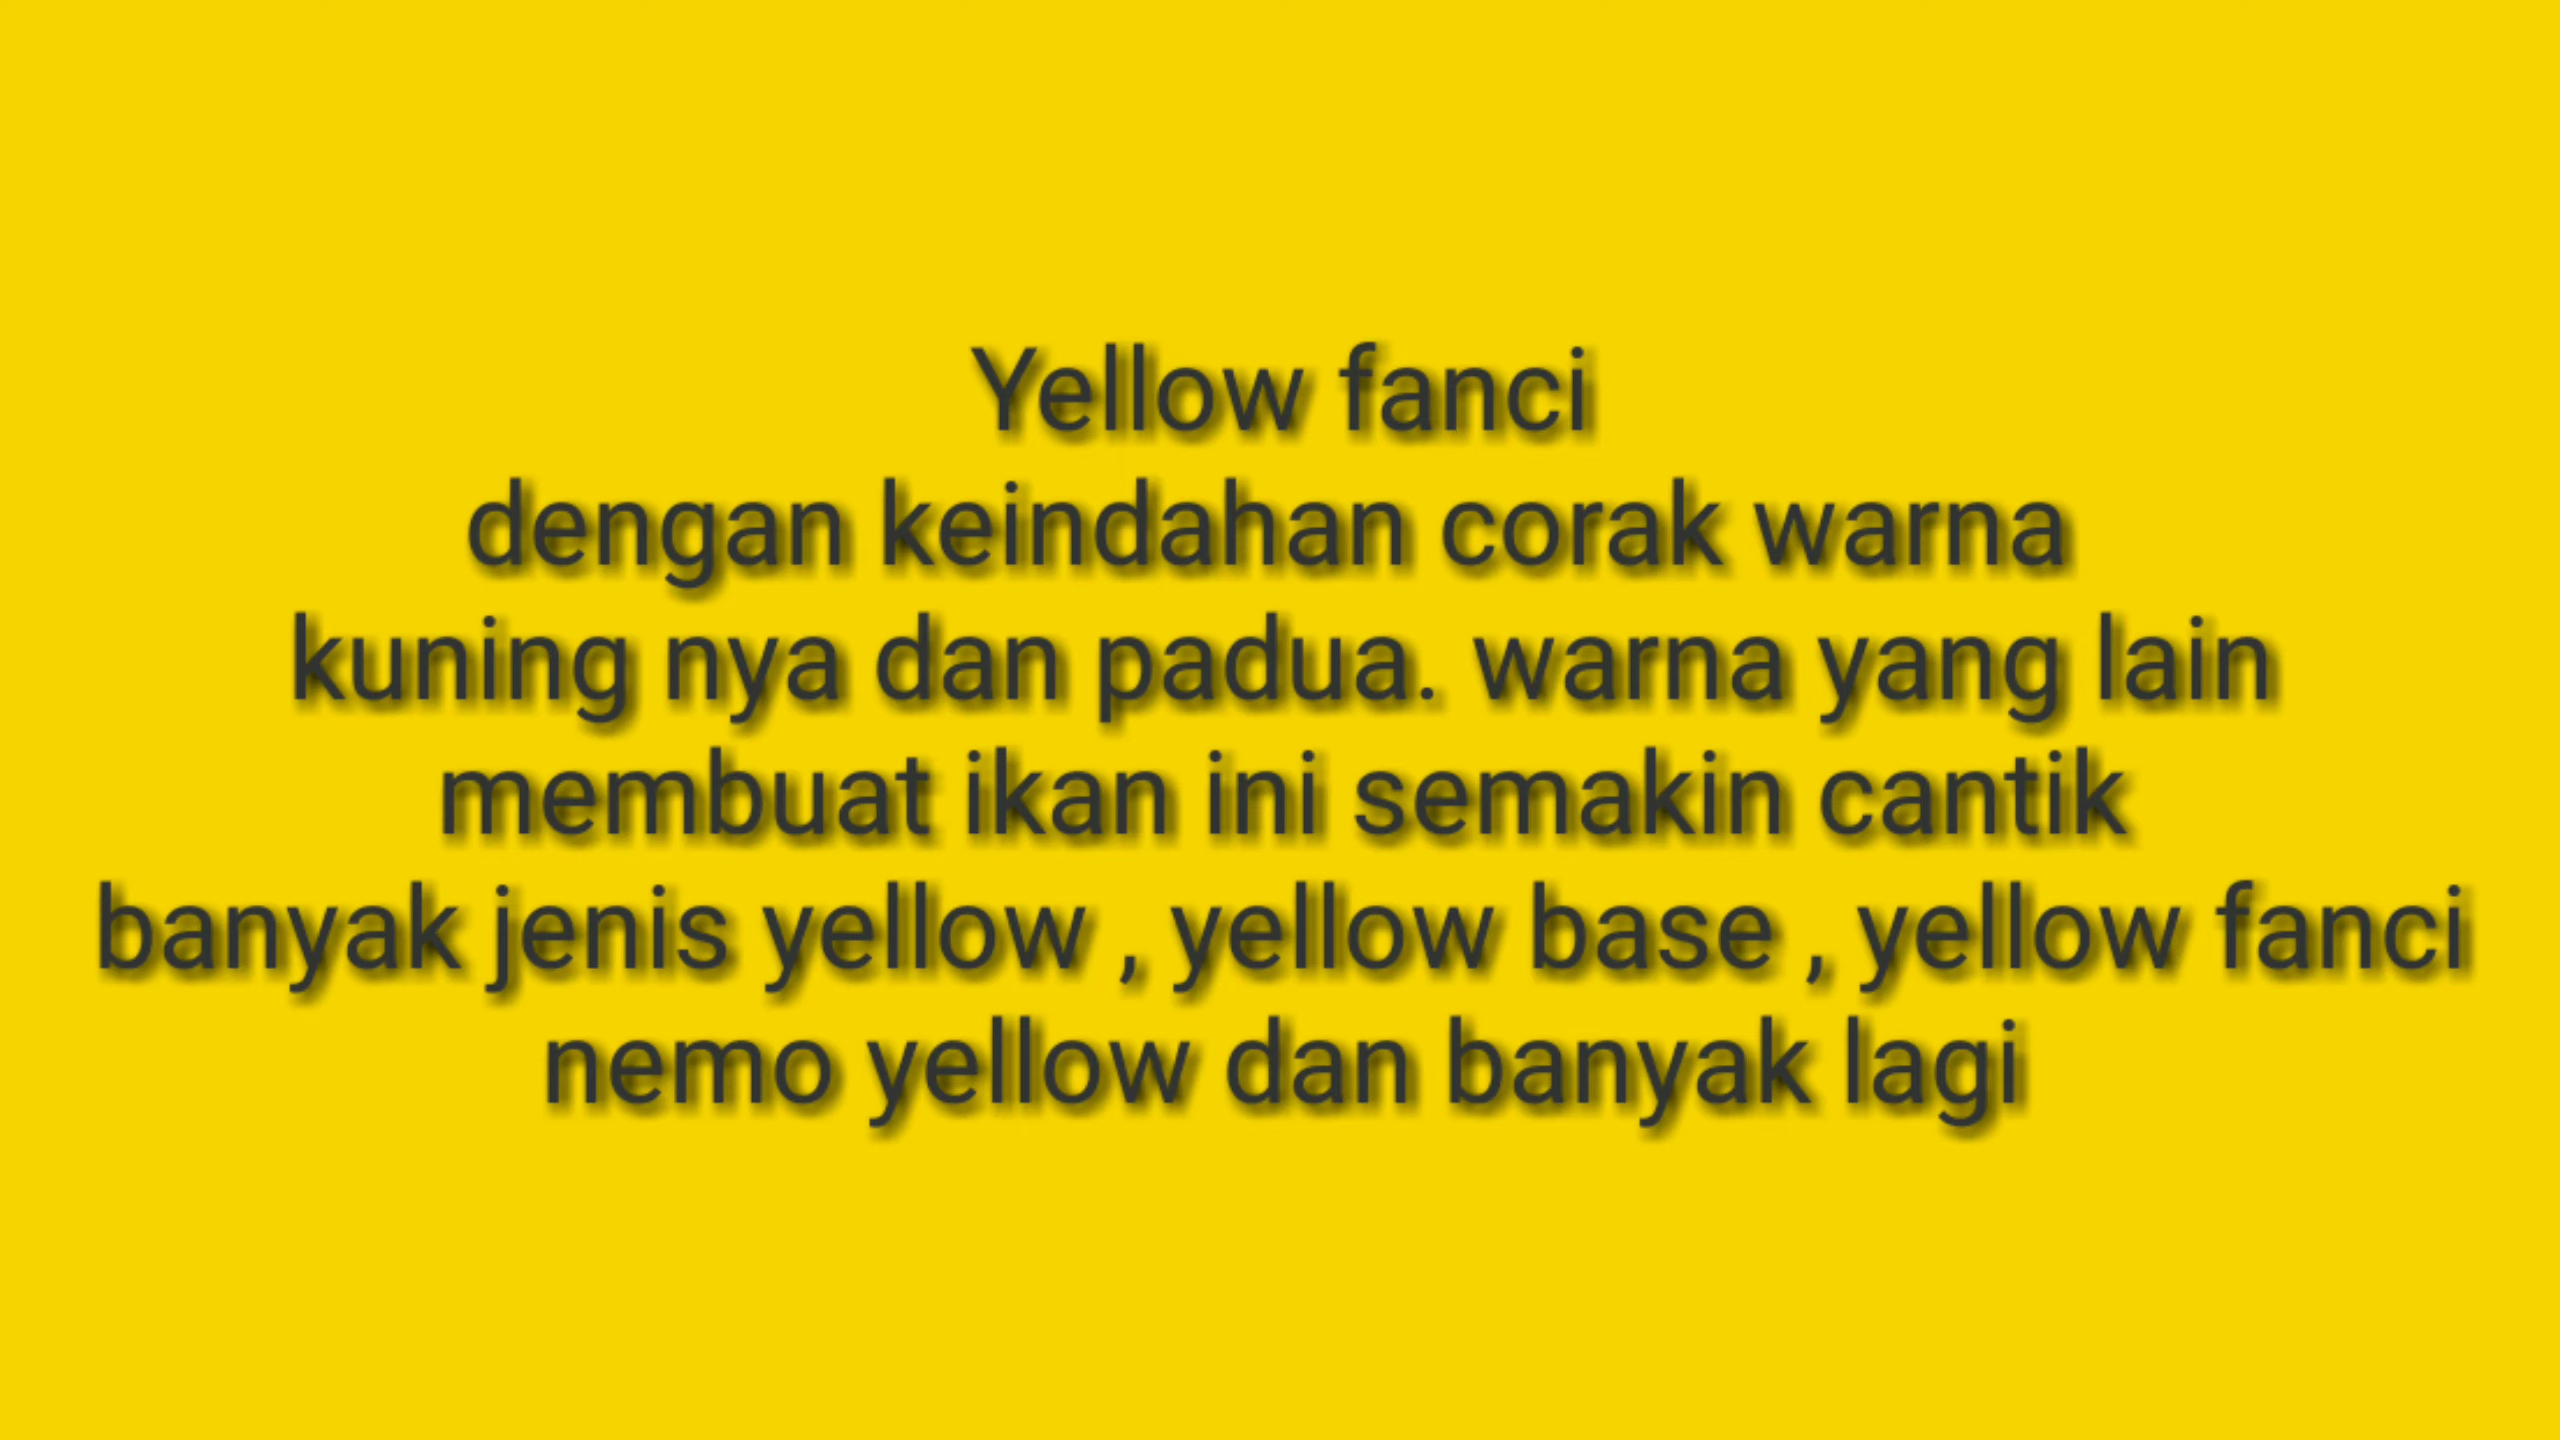 Yellow fanci
dengan keindahan corak warna
kuning nya dan padua. warna yang lain
membuat ikan ini semakin cantik
banyak jenis yellow , yellow base , yellow fanci
nemo yellow dan banyak lagi